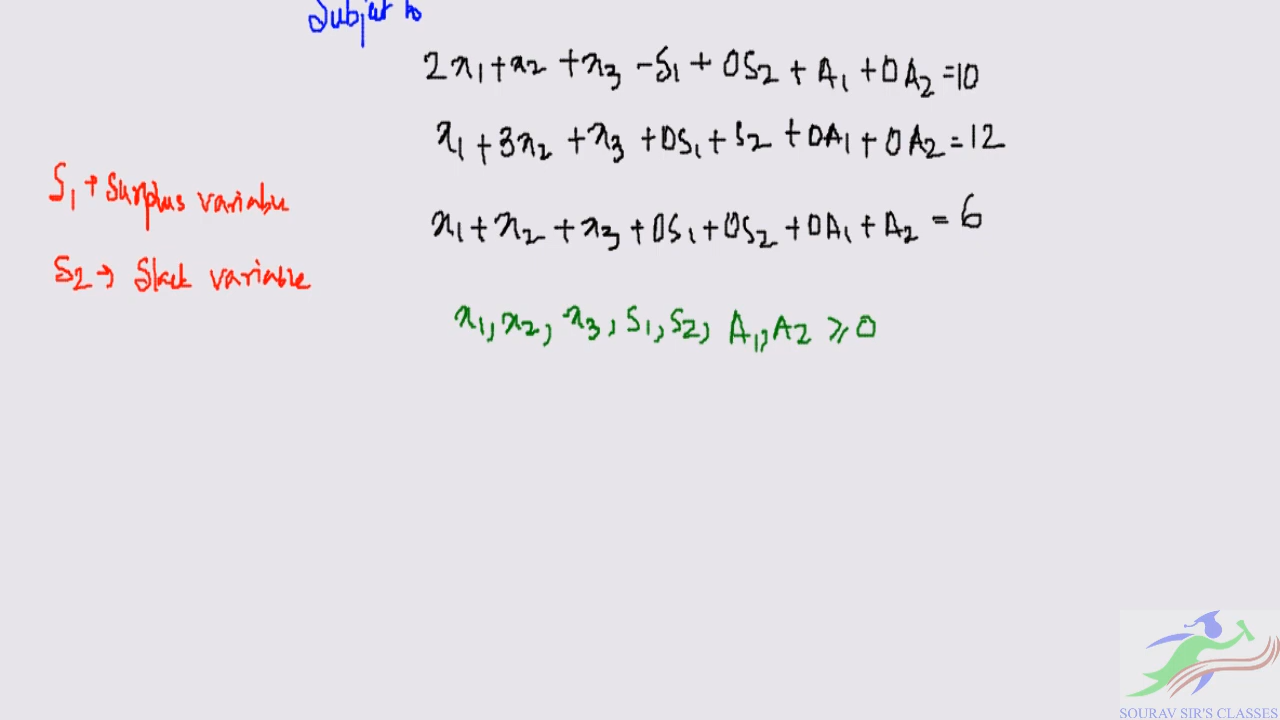 Subject to
2x₁ + x₂ + x₃ - S₁ + 0S₂ + A₁ + 0A₂ = 10
x₁ + 3x₂ + x₃ + 0S₁ + S₂ + 0A₁ + 0A₂ = 12
x₁ + x₂ + x₃ + 0S₁ + 0S₂ + 0A₁ + A₂ = 6
x₁, x₂, x₃, S₁, S₂, A₁, A₂ ≥ 0
S₁ → Surplus variable
S₂ → Slack variable
SOURAV SIR'S CLASSES